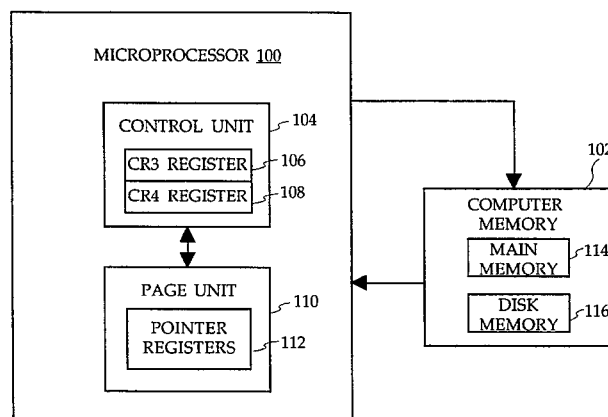 MICROPROCESSOR 100
CONTROL UNIT
104
CR3 REGISTER
106
CR4 REGISTER
108
PAGE UNIT
110
POINTER
REGISTERS
112
102
COMPUTER
MEMORY
MAIN
MEMORY
114
DISK
MEMORY
116